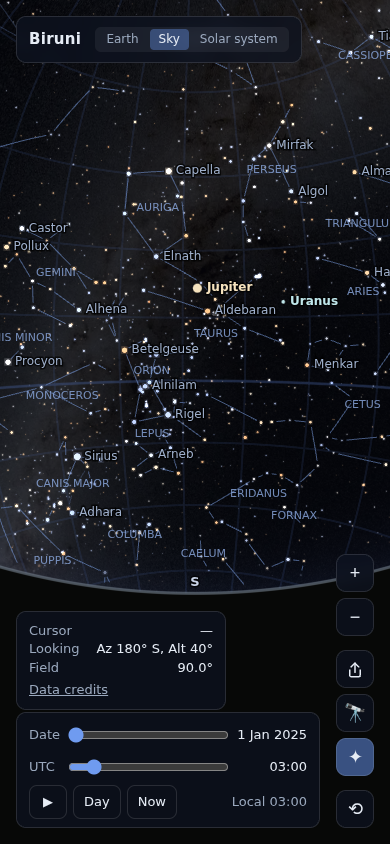 Biruni Earth Sky Solar system
Ti
CASSIOPE
Mirfak
Capella
PERSEUS
Alma
Algol
AURIGA
TRIANGULU
Castor
Pollux
Elnath
GEMINI
Ha
Jupiter
ARIES
Uranus
Alhena
Aldebaran
TAURUS
IS MINOR
Betelgeuse
Procyon
Menkar
ORION
Alnilam
MONOCEROS
CETUS
Rigel
LEPUS
Sirius
Arneb
CANIS MAJOR
ERIDANUS
Adhara
FORNAX
COLUMBA
CAELUM
PUPPIS
S
+
−
Cursor —
Looking Az 180° S, Alt 40°
Field 90.0°
Data credits
Date 1 Jan 2025
UTC 03:00
Day Now Local 03:00